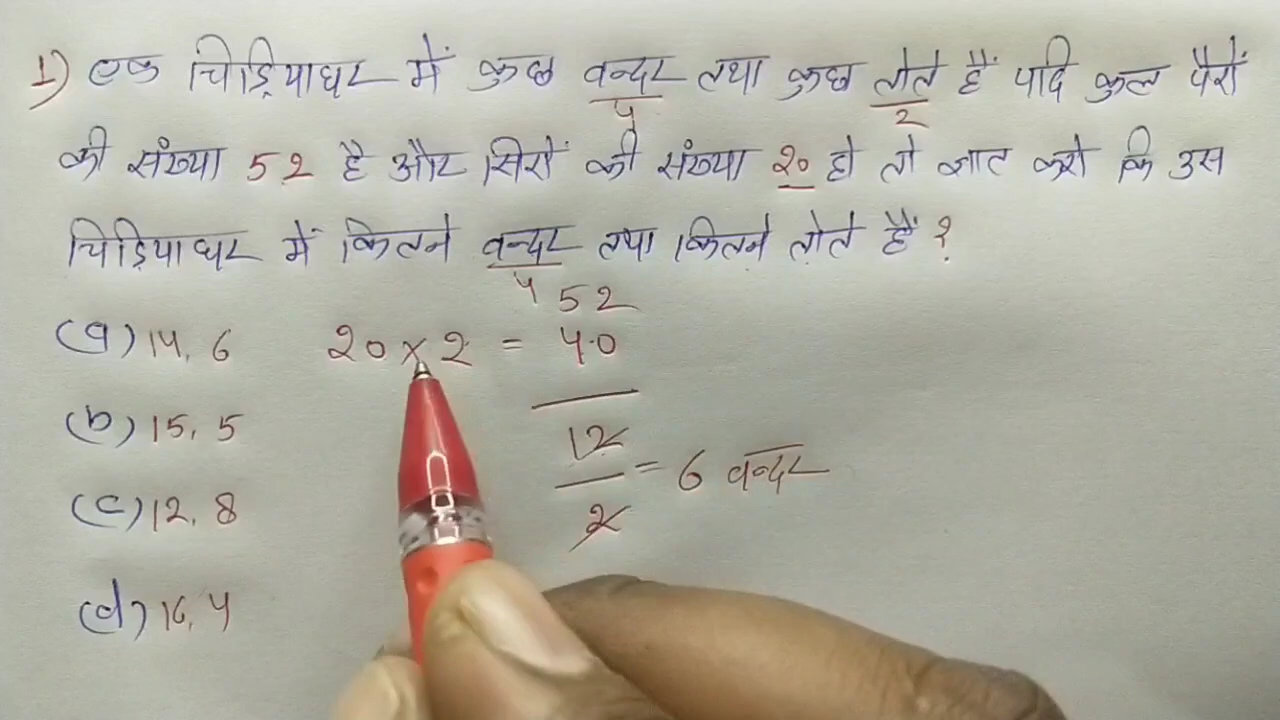 1) एक चिड़ियाघर में कुछ बन्दर तथा कुछ तोते हैं यदि कुल पैरों
4 2
की संख्या 52 है और सिरों की संख्या २० हो तो ज्ञात करो कि उस
चिड़ियाघर में कितने बन्दर तथा कितने तोते हैं ?
4 52
(a) 14, 6 20 × 2 = 40
(b) 15, 5 12/2 = 6 बन्दर
(c) 12, 8
(d) 16, 4